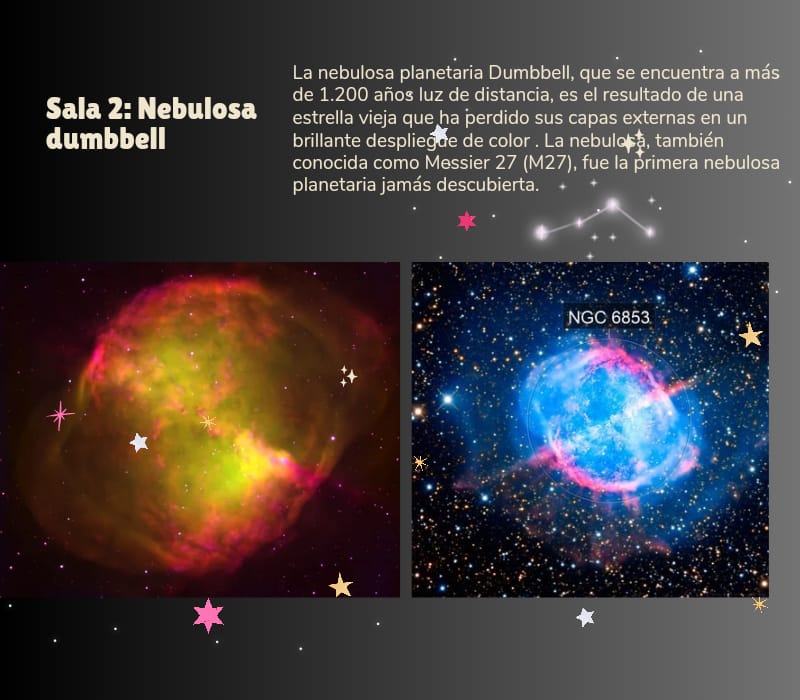 Sala 2: Nebulosa
dumbbell
La nebulosa planetaria Dumbbell, que se encuentra a más
de 1.200 años luz de distancia, es el resultado de una
estrella vieja que ha perdido sus capas externas en un
brillante despliegue de color . La nebulosa, también
conocida como Messier 27 (M27), fue la primera nebulosa
planetaria jamás descubierta.
NGC 6853